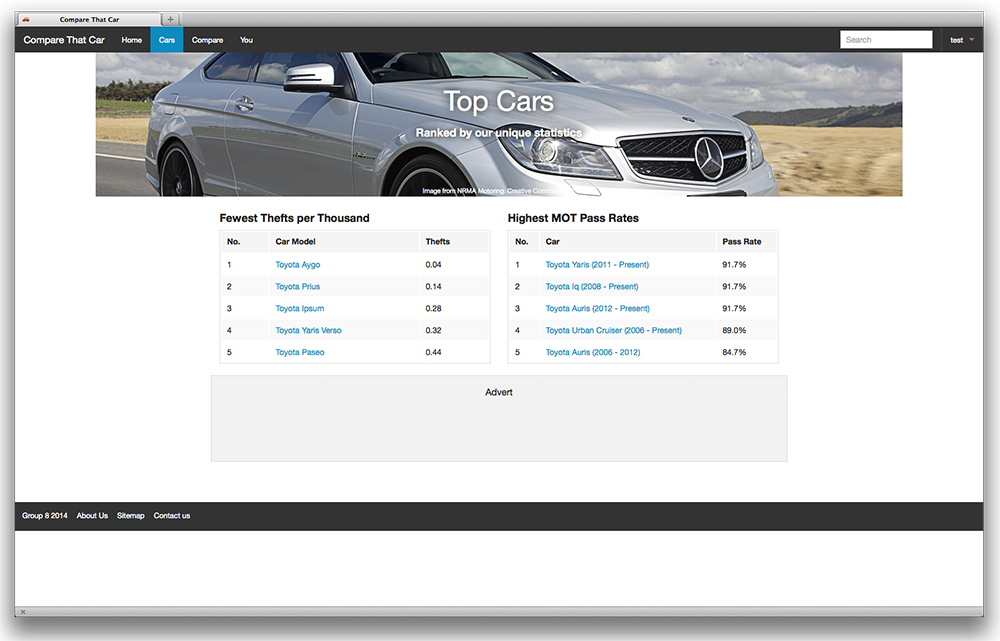 Compare That Car
Compare That Car Home Cars Compare You Search test
Top Cars
Ranked by our unique statistics
Image from NRMA Motoring. Creative
Fewest Thefts per Thousand
No. Car Model Thefts
1 Toyota Aygo 0.04
2 Toyota Prius 0.14
3 Toyota Ipsum 0.28
4 Toyota Yaris Verso 0.32
5 Toyota Paseo 0.44
Highest MOT Pass Rates
No. Car Pass Rate
1 Toyota Yaris (2011 - Present) 91.7%
2 Toyota Iq (2008 - Present) 91.7%
3 Toyota Auris (2012 - Present) 91.7%
4 Toyota Urban Cruiser (2006 - Present) 89.0%
5 Toyota Auris (2006 - 2012) 84.7%
Advert
Group 8 2014 About Us Sitemap Contact us